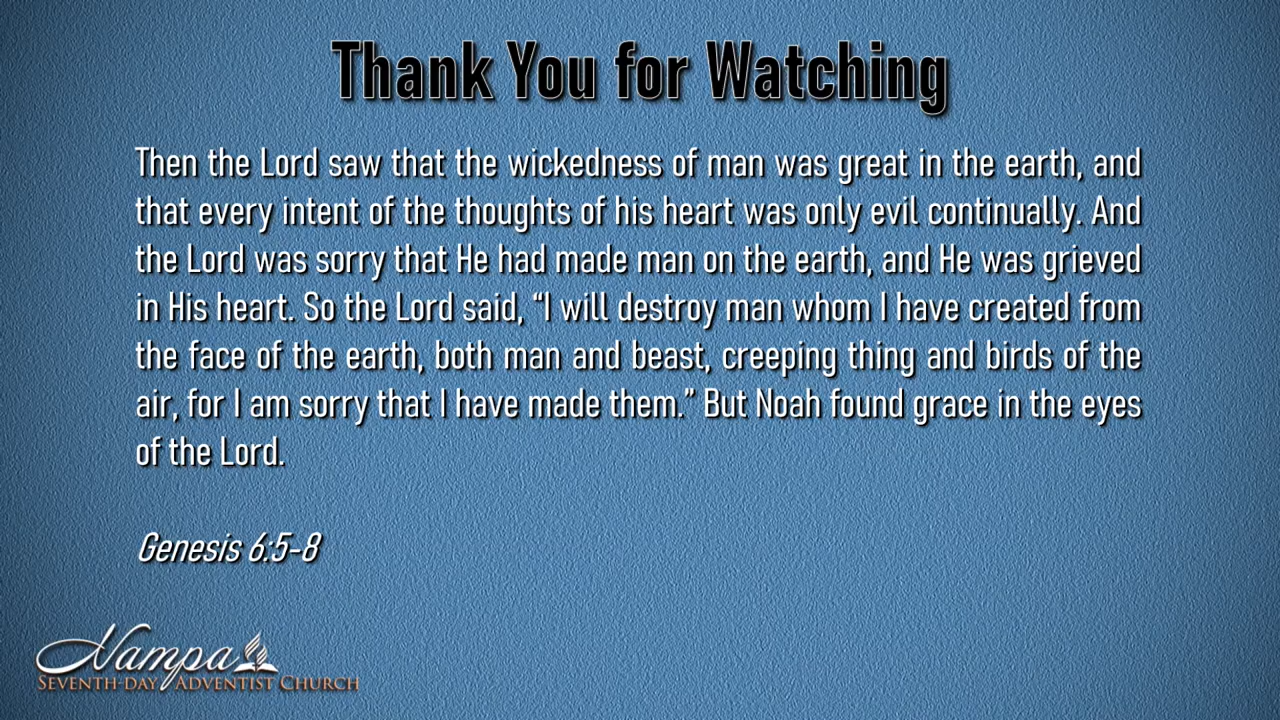 Thank You for Watching
Then the Lord saw that the wickedness of man was great in the earth, and
that every intent of the thoughts of his heart was only evil continually. And
the Lord was sorry that He had made man on the earth, and He was grieved
in His heart. So the Lord said, “I will destroy man whom I have created from
the face of the earth, both man and beast, creeping thing and birds of the
air, for I am sorry that I have made them.” But Noah found grace in the eyes
of the Lord.
Genesis 6:5-8
Nampa
Seventh-day Adventist Church